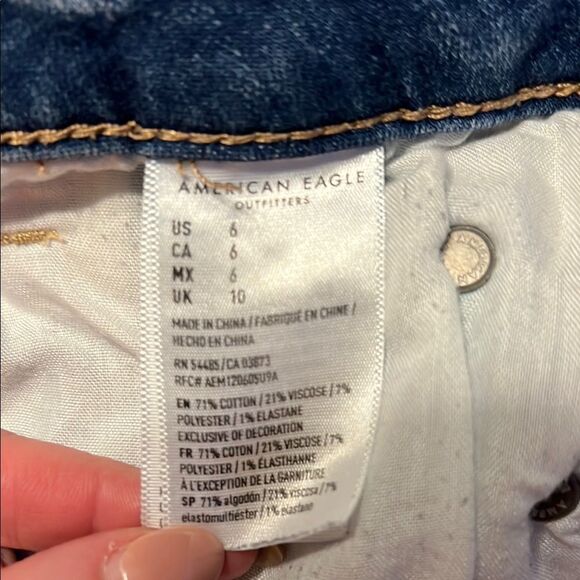 AMERICAN EAGLE
OUTFITTERS
US 6
CA 6
MX 6
UK 10
MADE IN CHINA / FABRIQUÉ EN CHINE /
HECHO EN CHINA
RN 54485/CA 03873
RFC# AEM120605U9A
EN 71% COTTON / 21% VISCOSE / 7%
POLYESTER / 1% ELASTANE
EXCLUSIVE OF DECORATION
FR 71% COTON / 21% VISCOSE / 7%
POLYESTER / 1% ÉLASTHANNE
À L'EXCEPTION DE LA GARNITURE
SP 71% algodón / 21% viscosa / 7%
elastomultiéster / 1% elastano